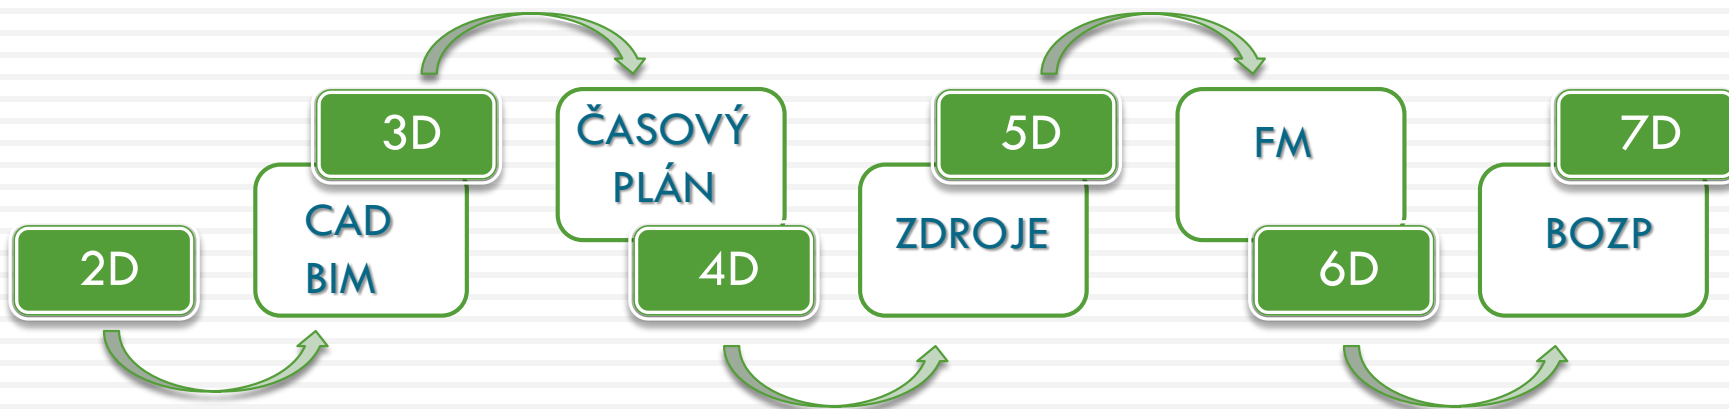 2D
3D
CAD
BIM
ČASOVÝ
PLÁN
4D
5D
ZDROJE
FM
6D
7D
BOZP